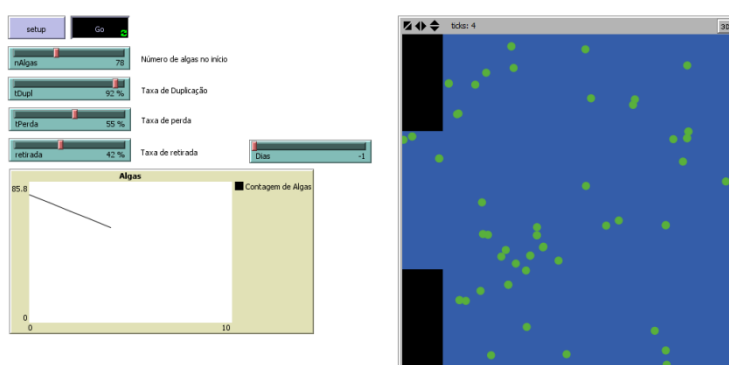 setup
Go
nAlgas 78
Número de algas no início
tDupl 92 %
Taxa de Duplicação
tPerda 55 %
Taxa de perda
retirada 42 %
Taxa de retirada
Dias -1
Algas
85.8
0
0 10
Contagem de Algas
ticks: 4